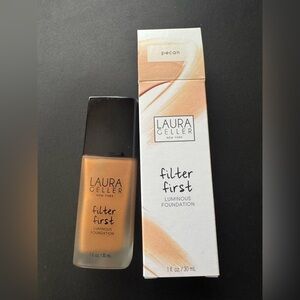 pecan
LAURA
GELLER
NEW YORK
filter
first
LUMINOUS
FOUNDATION
1 fl oz / 30 mL
LAURA
GELLER
NEW YORK
filter
first
LUMINOUS
FOUNDATION
1 fl oz / 30 mL